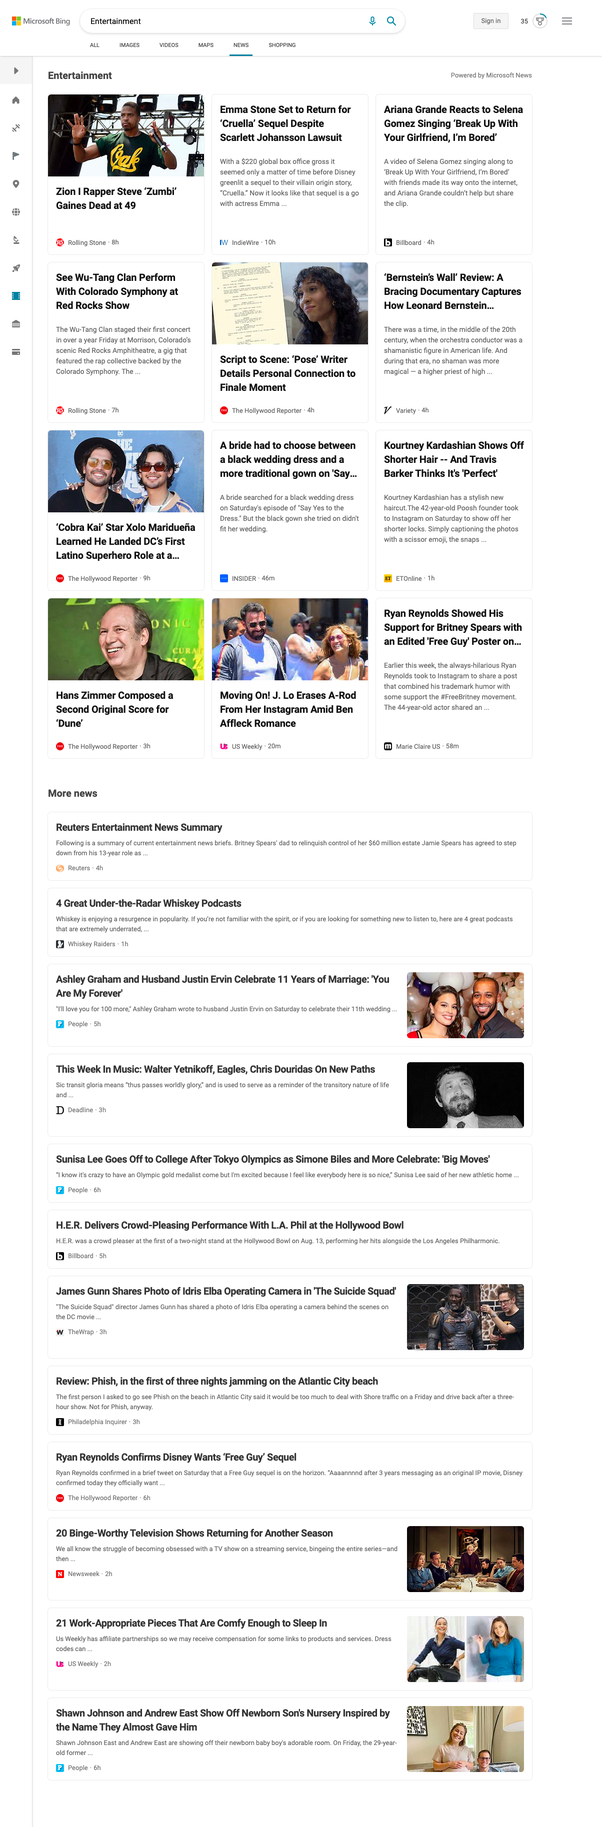 Microsoft Bing
Entertainment
Sign in
35
ALL
IMAGES
VIDEOS
MAPS
NEWS
SHOPPING
Entertainment
Powered by Microsoft News
Zion I Rapper Steve ‘Zumbi’
Gaines Dead at 49
Rolling Stone · 8h
Emma Stone Set to Return for
‘Cruella’ Sequel Despite
Scarlett Johansson Lawsuit
With a $220 global box office gross it
seemed only a matter of time before Disney
greenlit a sequel to their villain origin story,
"Cruella." Now it looks like that sequel is a go
with actress Emma ...
IndieWire · 10h
Ariana Grande Reacts to Selena
Gomez Singing ‘Break Up With
Your Girlfriend, I’m Bored’
A video of Selena Gomez singing along to
‘Break Up With Your Girlfriend, I’m Bored’
with friends made its way onto the internet,
and Ariana Grande couldn’t help but share
the clip.
Billboard · 4h
See Wu-Tang Clan Perform
With Colorado Symphony at
Red Rocks Show
The Wu-Tang Clan staged their first concert
in over a year Friday at Morrison, Colorado’s
scenic Red Rocks Amphitheatre, a gig that
featured the rap collective backed by the
Colorado Symphony. The ...
Rolling Stone · 7h
Script to Scene: ‘Pose’ Writer
Details Personal Connection to
Finale Moment
The Hollywood Reporter · 4h
‘Bernstein’s Wall’ Review: A
Bracing Documentary Captures
How Leonard Bernstein...
There was a time, in the middle of the 20th
century, when the orchestra conductor was a
shamanistic figure in American life. And
during that era, no shaman was more
magical — a higher priest of high ...
Variety · 4h
‘Cobra Kai’ Star Xolo Maridueña
Learned He Landed DC’s First
Latino Superhero Role at a...
The Hollywood Reporter · 9h
A bride had to choose between
a black wedding dress and a
more traditional gown on 'Say...
A bride searched for a black wedding dress
on Saturday's episode of "Say Yes to the
Dress." But the black gown she tried on didn't
fit her wedding.
INSIDER · 46m
Kourtney Kardashian Shows Off
Shorter Hair -- And Travis
Barker Thinks It's 'Perfect'
Kourtney Kardashian has a stylish new
haircut.The 42-year-old Poosh founder took
to Instagram on Saturday to show off her
shorter locks. Simply captioning the photos
with a scissor emoji, the snaps ...
ETOnline · 1h
Hans Zimmer Composed a
Second Original Score for
‘Dune’
The Hollywood Reporter · 3h
Moving On! J. Lo Erases A-Rod
From Her Instagram Amid Ben
Affleck Romance
US Weekly · 20m
Ryan Reynolds Showed His
Support for Britney Spears with
an Edited 'Free Guy' Poster on...
Earlier this week, the always-hilarious Ryan
Reynolds took to Instagram to share a post
that combined his trademark humor with
some support the #FreeBritney movement.
The 44-year-old actor shared an ...
Marie Claire US · 58m
More news
Reuters Entertainment News Summary
Following is a summary of current entertainment news briefs. Britney Spears' dad to relinquish control of her $60 million estate Jamie Spears has agreed to step
down from his 13-year role as ...
Reuters · 4h
4 Great Under-the-Radar Whiskey Podcasts
Whiskey is enjoying a resurgence in popularity. If you’re not familiar with the spirit, or if you are looking for something new to listen to, here are 4 great podcasts
that are extremely underrated, ...
Whiskey Raiders · 1h
Ashley Graham and Husband Justin Ervin Celebrate 11 Years of Marriage: 'You
Are My Forever'
"I'll love you for 100 more," Ashley Graham wrote to husband Justin Ervin on Saturday to celebrate their 11th wedding ...
People · 5h
This Week In Music: Walter Yetnikoff, Eagles, Chris Douridas On New Paths
Sic transit gloria means “thus passes worldly glory,” and is used to serve as a reminder of the transitory nature of life
and ...
Deadline · 3h
Sunisa Lee Goes Off to College After Tokyo Olympics as Simone Biles and More Celebrate: 'Big Moves'
"I know it's crazy to have an Olympic gold medalist come but I'm excited because I feel like everybody here is so nice," Sunisa Lee said of her new athletic home ...
People · 6h
H.E.R. Delivers Crowd-Pleasing Performance With L.A. Phil at the Hollywood Bowl
H.E.R. was a crowd pleaser at the first of a two-night stand at the Hollywood Bowl on Aug. 13, performing her hits alongside the Los Angeles Philharmonic.
Billboard · 5h
James Gunn Shares Photo of Idris Elba Operating Camera in 'The Suicide Squad'
"The Suicide Squad" director James Gunn has shared a photo of Idris Elba operating a camera behind the scenes on
the DC movie ...
TheWrap · 3h
Review: Phish, in the first of three nights jamming on the Atlantic City beach
The first person I asked to go see Phish on the beach in Atlantic City said it would be too much to deal with Shore traffic on a Friday and drive back after a three-
hour show. Not for Phish, anyway.
Philadelphia Inquirer · 3h
Ryan Reynolds Confirms Disney Wants ‘Free Guy’ Sequel
Ryan Reynolds confirmed in a brief tweet on Saturday that a Free Guy sequel is on the horizon. “Aaaannnnd after 3 years messaging as an original IP movie, Disney
confirmed today they officially want ...
The Hollywood Reporter · 6h
20 Binge-Worthy Television Shows Returning for Another Season
We all know the struggle of becoming obsessed with a TV show on a streaming service, bingeing the entire series—and
then ...
Newsweek · 2h
21 Work-Appropriate Pieces That Are Comfy Enough to Sleep In
Us Weekly has affiliate partnerships so we may receive compensation for some links to products and services. Dress
codes can ...
US Weekly · 2h
Shawn Johnson and Andrew East Show Off Newborn Son's Nursery Inspired by
the Name They Almost Gave Him
Shawn Johnson East and Andrew East are showing off their newborn baby boy's adorable room. On Friday, the 29-year-
old former ...
People · 6h